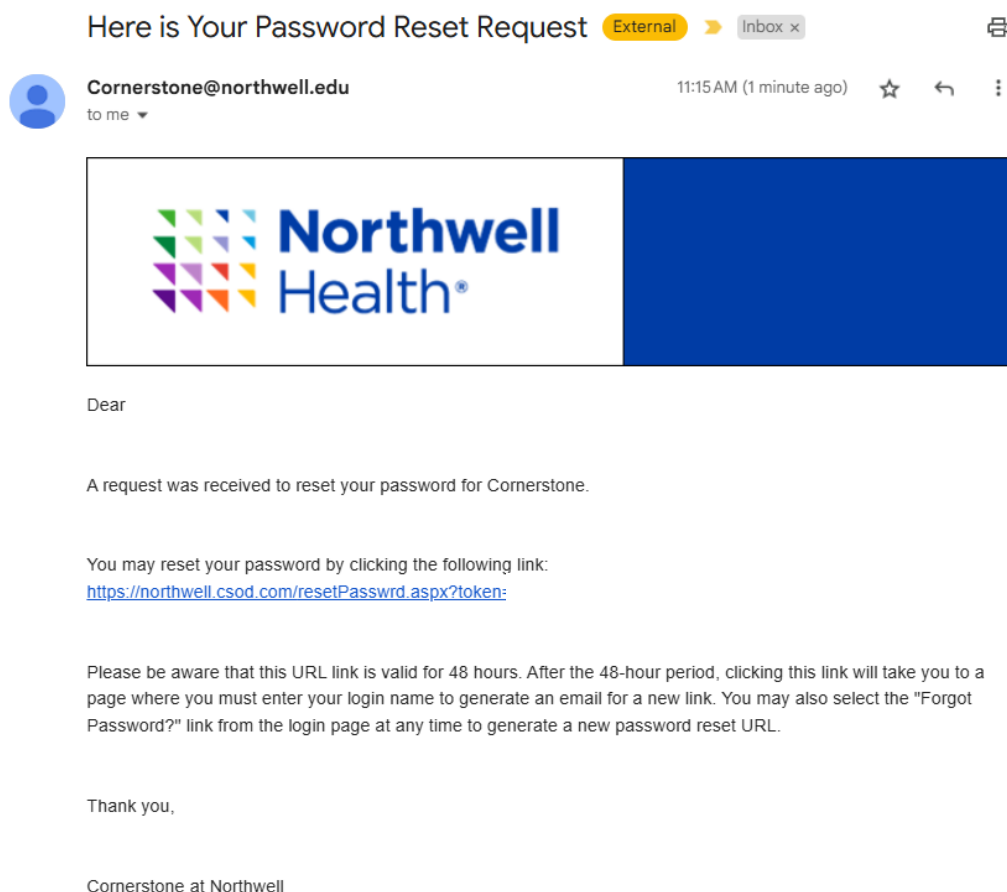 Here is Your Password Reset Request External Inbox ×
Cornerstone@northwell.edu 11:15 AM (1 minute ago)
to me
Northwell
Health®
Dear
A request was received to reset your password for Cornerstone.
You may reset your password by clicking the following link:
https://northwell.csod.com/resetPasswrd.aspx?token=
Please be aware that this URL link is valid for 48 hours. After the 48-hour period, clicking this link will take you to a
page where you must enter your login name to generate an email for a new link. You may also select the "Forgot
Password?" link from the login page at any time to generate a new password reset URL.
Thank you,
Cornerstone at Northwell